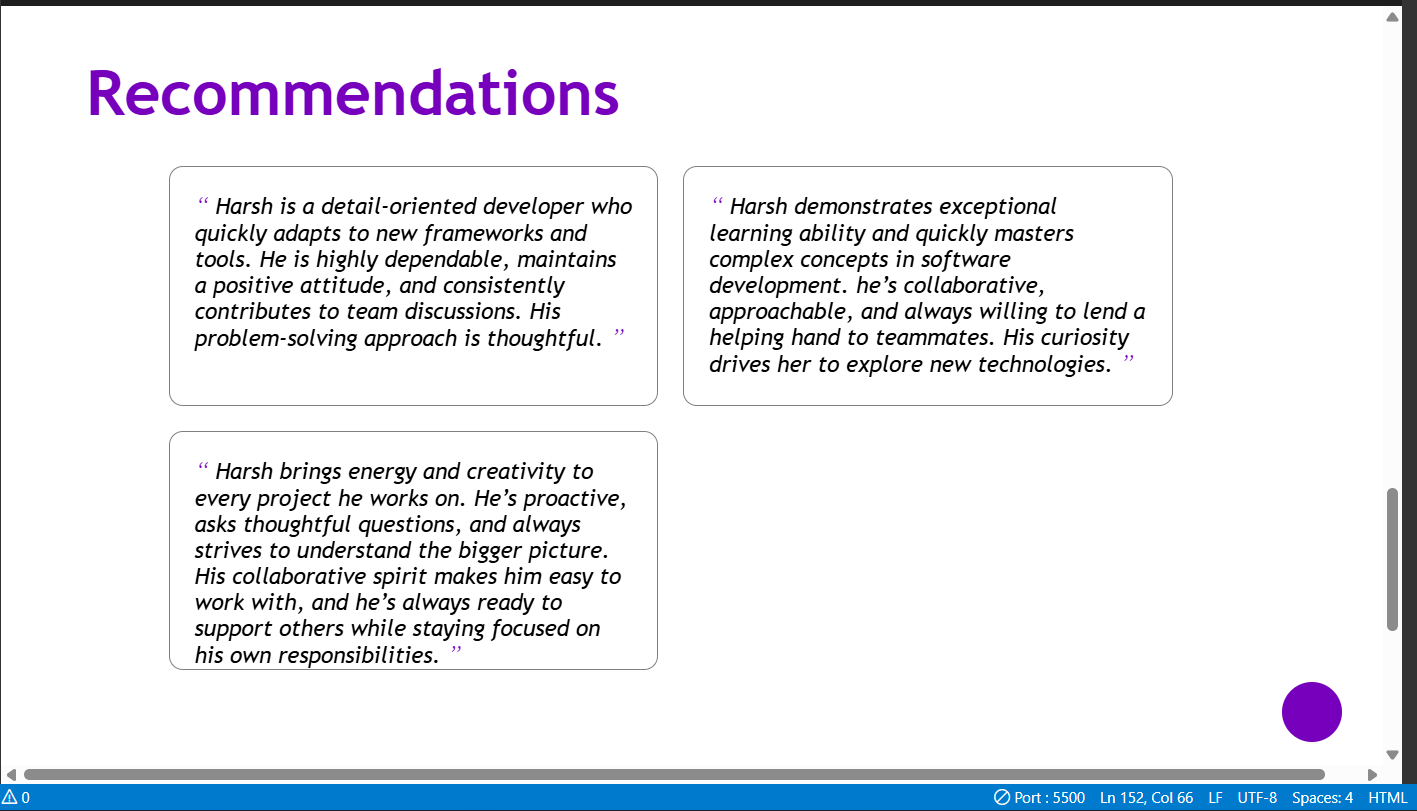 Recommendations
“ Harsh is a detail-oriented developer who
quickly adapts to new frameworks and
tools. He is highly dependable, maintains
a positive attitude, and consistently
contributes to team discussions. His
problem-solving approach is thoughtful. ”
“ Harsh demonstrates exceptional
learning ability and quickly masters
complex concepts in software
development. he’s collaborative,
approachable, and always willing to lend a
helping hand to teammates. His curiosity
drives her to explore new technologies. ”
“ Harsh brings energy and creativity to
every project he works on. He’s proactive,
asks thoughtful questions, and always
strives to understand the bigger picture.
His collaborative spirit makes him easy to
work with, and he’s always ready to
support others while staying focused on
his own responsibilities. ”
0 Port : 5500 Ln 152, Col 66 LF UTF-8 Spaces: 4 HTML